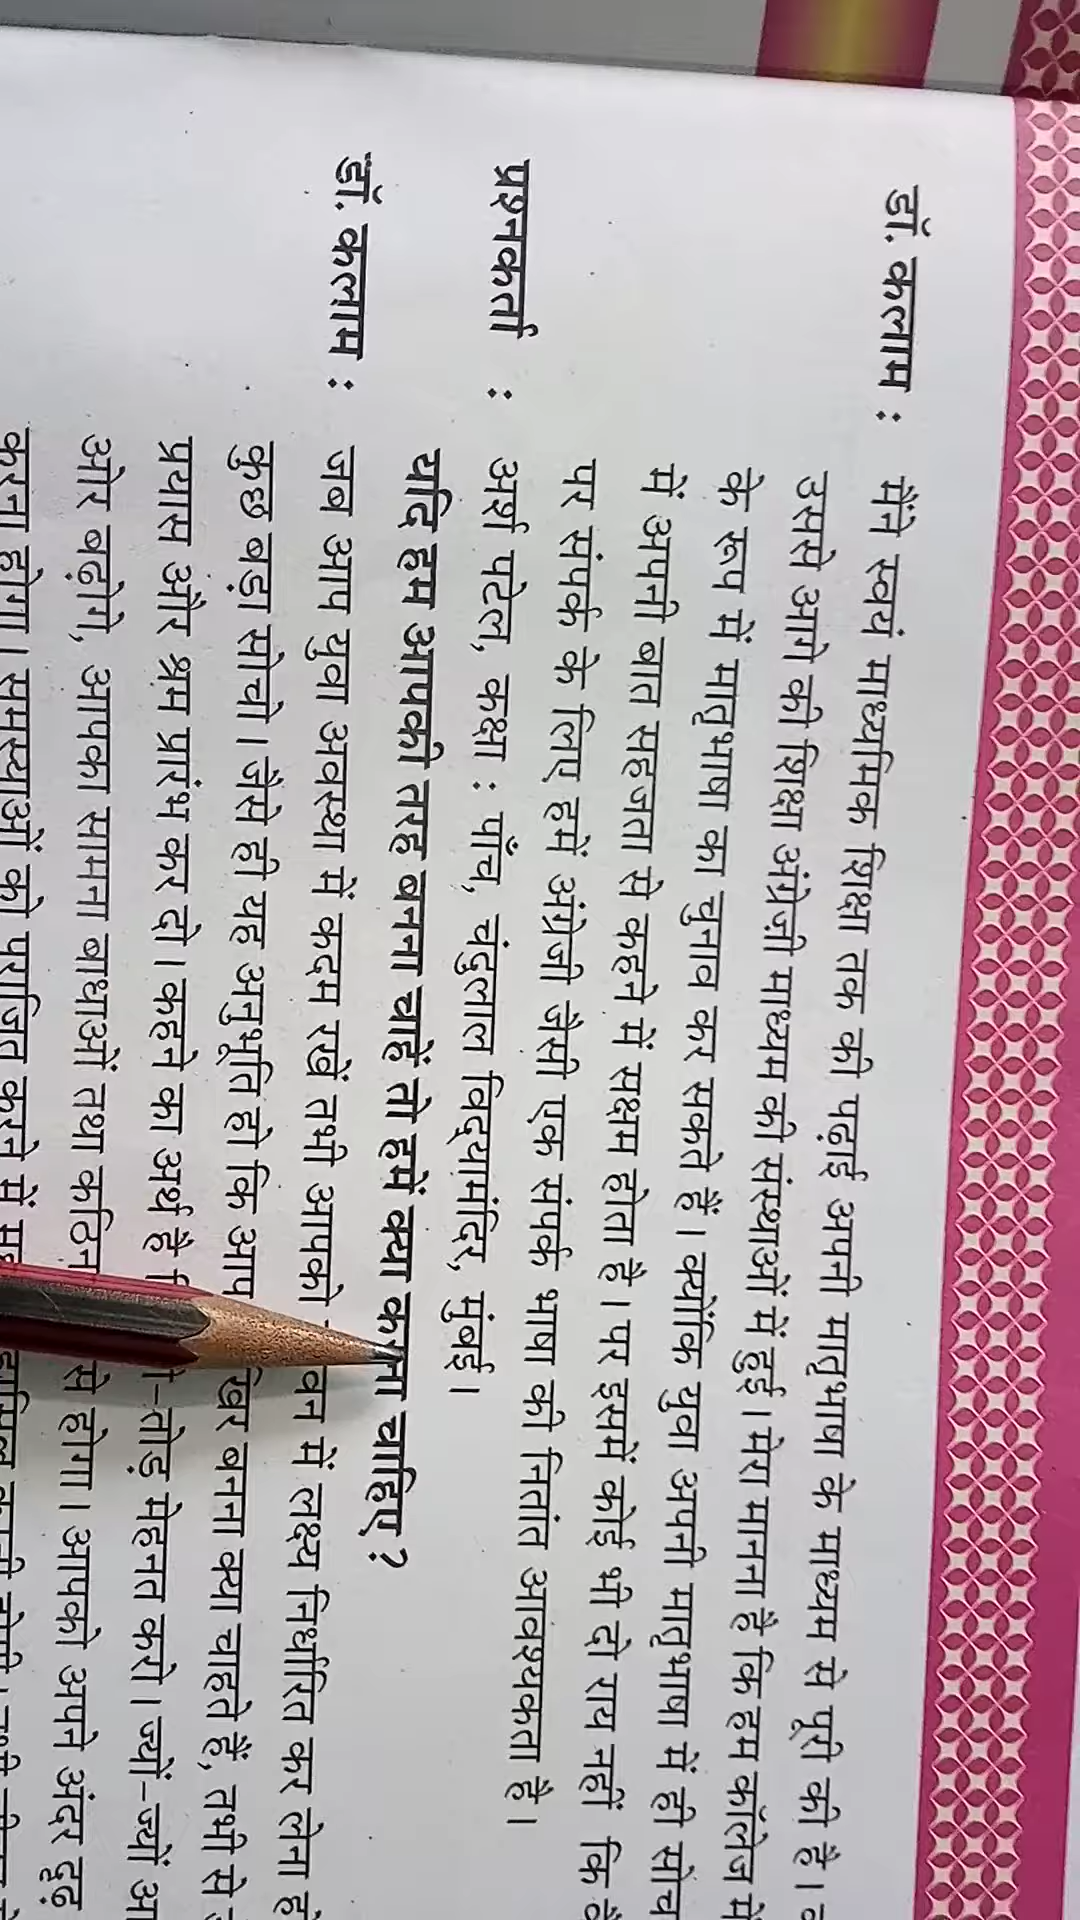 डॉ. कलाम : मैंने स्वयं माध्यमिक शिक्षा तक की पढ़ाई अपनी मातृभाषा के माध्यम से पूरी की है।
उससे आगे की शिक्षा अंग्रेज़ी माध्यम की संस्थाओं में हुई। मेरा मानना है कि हम कॉलेज में
के रूप में मातृभाषा का चुनाव कर सकते हैं। क्योंकि युवा अपनी मातृभाषा में ही सोच
में अपनी बात सहजता से कहने में सक्षम होता है। पर इसमें कोई भी दो राय नहीं कि
पर संपर्क के लिए हमें अंग्रेजी जैसी एक संपर्क भाषा की नितांत आवश्यकता है।
प्रश्नकर्ता : अर्श पटेल, कक्षा : पाँच, चंदुलाल विद्यामंदिर, मुंबई।
यदि हम आपकी तरह बनना चाहें तो हमें क्या करना चाहिए?
डॉ. कलाम : जब आप युवा अवस्था में कदम रखें तभी आपको में लक्ष्य निर्धारित कर लेना
कुछ बड़ा सोचो। जैसे ही यह अनुभूति हो कि आप बनना क्या चाहते हैं, तभी से
प्रयास और श्रम प्रारंभ कर दो। कहने का अर्थ है -तोड़ मेहनत करो। ज्यों-ज्यों
ओर बढ़ोगे, आपका सामना बाधाओं तथा से होगा। आपको अपने अंदर दृढ़
करना होगा। समस्याओं को पराजित करने में